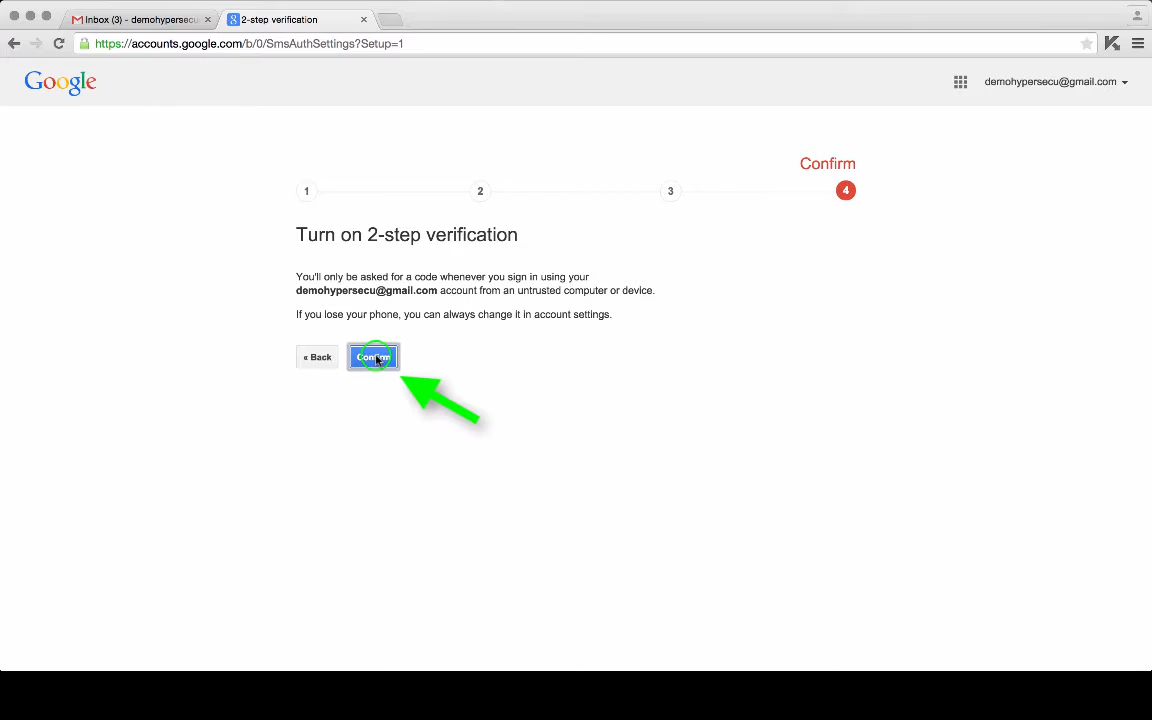 Inbox (3) - demohypersecu
2-step verification
https://accounts.google.com/b/0/SmsAuthSettings?Setup=1
Google
demohypersecu@gmail.com
Confirm
1 2 3 4
Turn on 2-step verification
You'll only be asked for a code whenever you sign in using your
demohypersecu@gmail.com account from an untrusted computer or device.
If you lose your phone, you can always change it in account settings.
« Back
Confirm